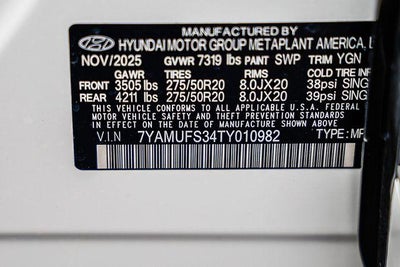 MANUFACTURED BY
HYUNDAI MOTOR GROUP METAPLANT AMERICA,
NOV/2025 GVWR 7319 lbs PAINT SWP TRIM YGN
GAWR TIRES RIMS COLD TIRE
FRONT 3505 lbs 275/50R20 8.0JX20 38psi SING
REAR 4211 lbs 275/50R20 8.0JX20 39psi SING
THIS VEHICLE CONFORMS TO ALL APPLICABLE U.S.A. FEDERAL
MOTOR VEHICLE SAFETY AND THEFT PREVENTION STANDARDS
IN EFFECT ON THE DATE OF MANUFACTURE SHOWN ABOVE.
V.I.N 7YAMUFS34TY010982 TYPE: MP